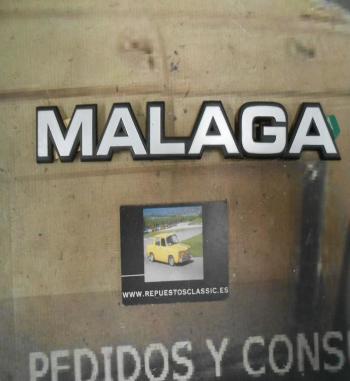 MALAGA
WWW.REPUESTOSCLASSIC.ES
PEDIDOS Y CONS